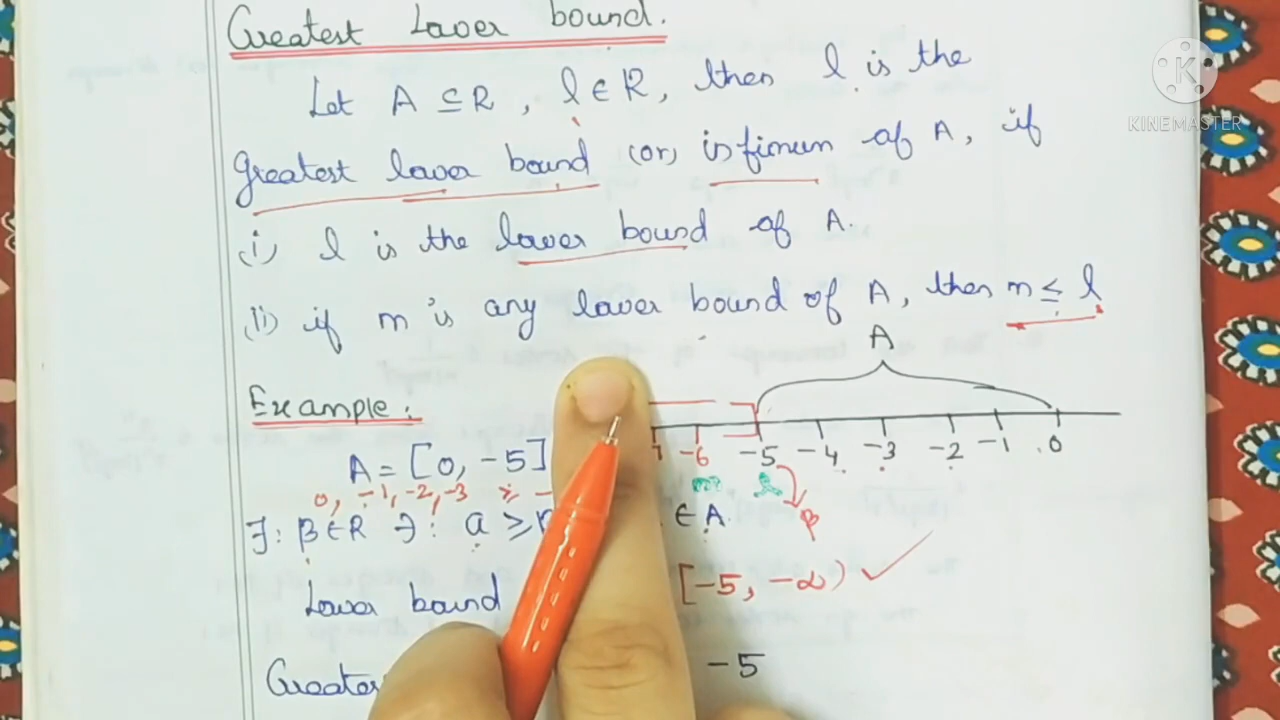 Greatest Lower bound.
K
KINEMASTER
Let A ⊆ R , l ∈ R, then l is the
greatest lower bound (or) infimum of A, if
(i) l is the lower bound of A.
(ii) if m is any lower bound of A, then m ≤ l
A
Example:
-6 -5 -4 -3 -2 -1 0
A = [0, -5]
m l
0, -1, -2, -3
β
∃: β ∈ R ∋: a ≥ ∈ A
Lower bound [-5, -∞) ✓
-5